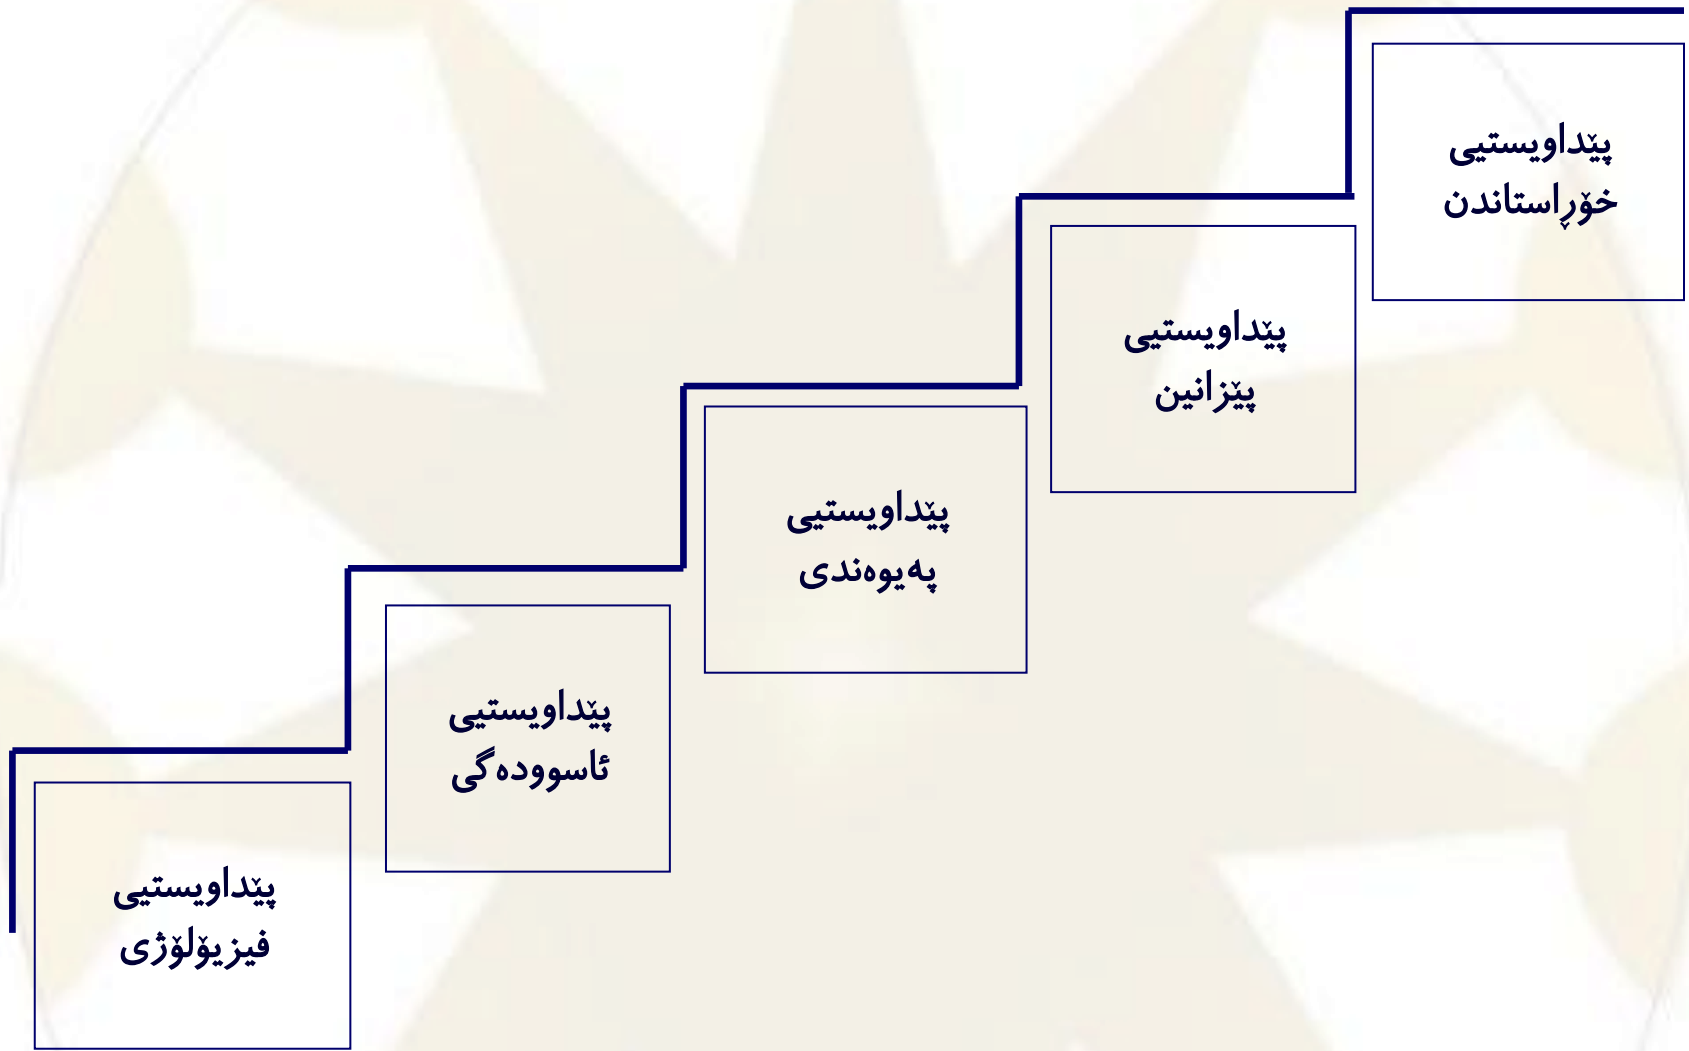 پێداویستیی
خۆڕاستاندن
پێداویستیی
پێزانین
پێداویستیی
پەیوەندی
پێداویستیی
ئاسوودەگی
پێداویستیی
فیزیۆلۆژی